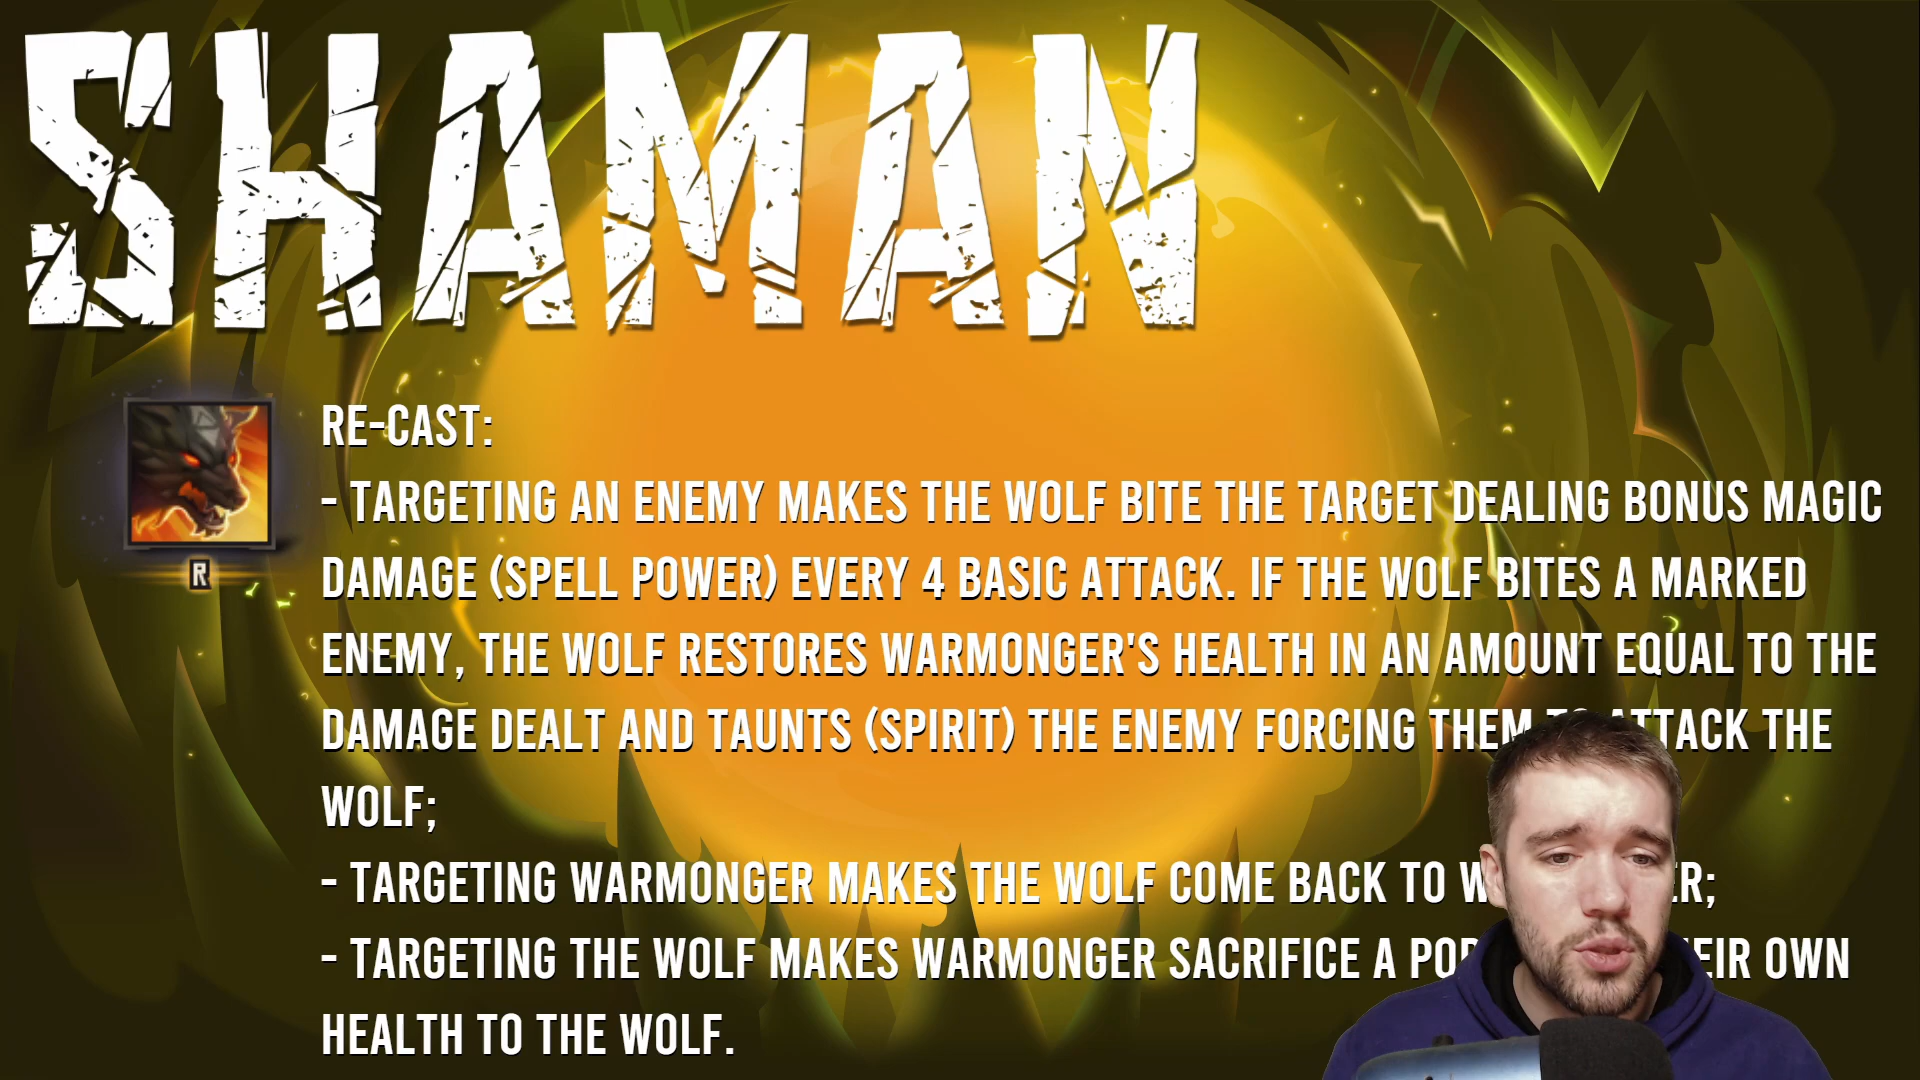 SHAMAN
RE-CAST:
- TARGETING AN ENEMY MAKES THE WOLF BITE THE TARGET DEALING BONUS MAGIC
DAMAGE (SPELL POWER) EVERY 4 BASIC ATTACK. IF THE WOLF BITES A MARKED
R
ENEMY, THE WOLF RESTORES WARMONGER'S HEALTH IN AN AMOUNT EQUAL TO THE
DAMAGE DEALT AND TAUNTS (SPIRIT) THE ENEMY FORCING THEM TO ATTACK THE
WOLF;
- TARGETING WARMONGER MAKES THE WOLF COME BACK TO
- TARGETING THE WOLF MAKES WARMONGER SACRIFICE A OWN
HEALTH TO THE WOLF.